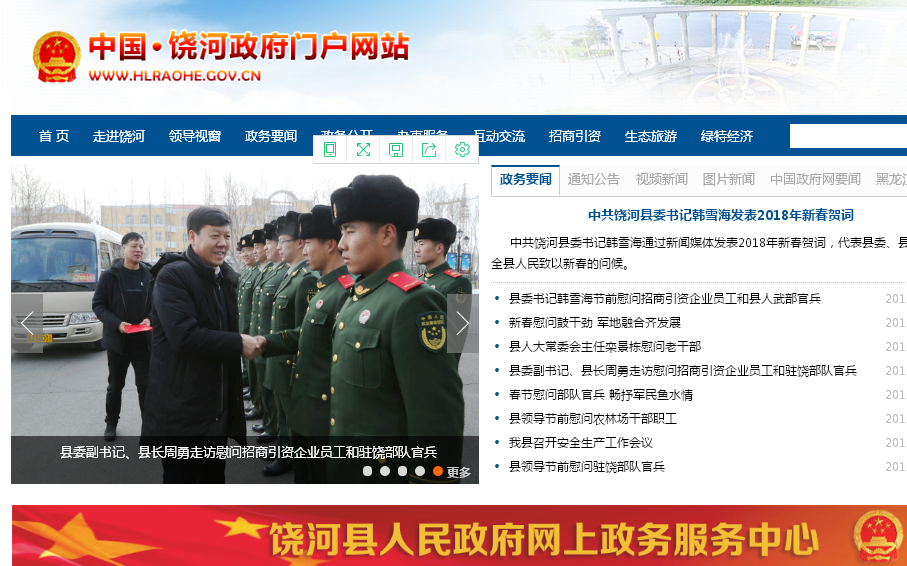 中国·饶河政府门户网站
WWW.HLRAOHE.GOV.CN
首 页 走进饶河 领导视窗 政务要闻 政务公开 办事服务 互动交流 招商引资 生态旅游 绿特经济
政务要闻 通知公告 视频新闻 图片新闻 中国政府网要闻 黑龙江
中共饶河县委书记韩雪海发表2018年新春贺词
中共饶河县委书记韩雪海通过新闻媒体发表2018年新春贺词，代表县委、县
全县人民致以新春的问候。
县委书记韩雪海节前慰问招商引资企业员工和县人武部官兵 201
新春慰问鼓干劲 军地融合齐发展 201
县人大常委会主任栾景栋慰问老干部 201
县委副书记、县长周勇走访慰问招商引资企业员工和驻饶部队官兵 201
春节慰问部队官兵 畅抒军民鱼水情 201
县领导节前慰问农林场干部职工 201
我县召开安全生产工作会议 201
县领导节前慰问驻饶部队官兵 201
县委副书记、县长周勇走访慰问招商引资企业员工和驻饶部队官兵
更多
饶河县人民政府网上政务服务中心